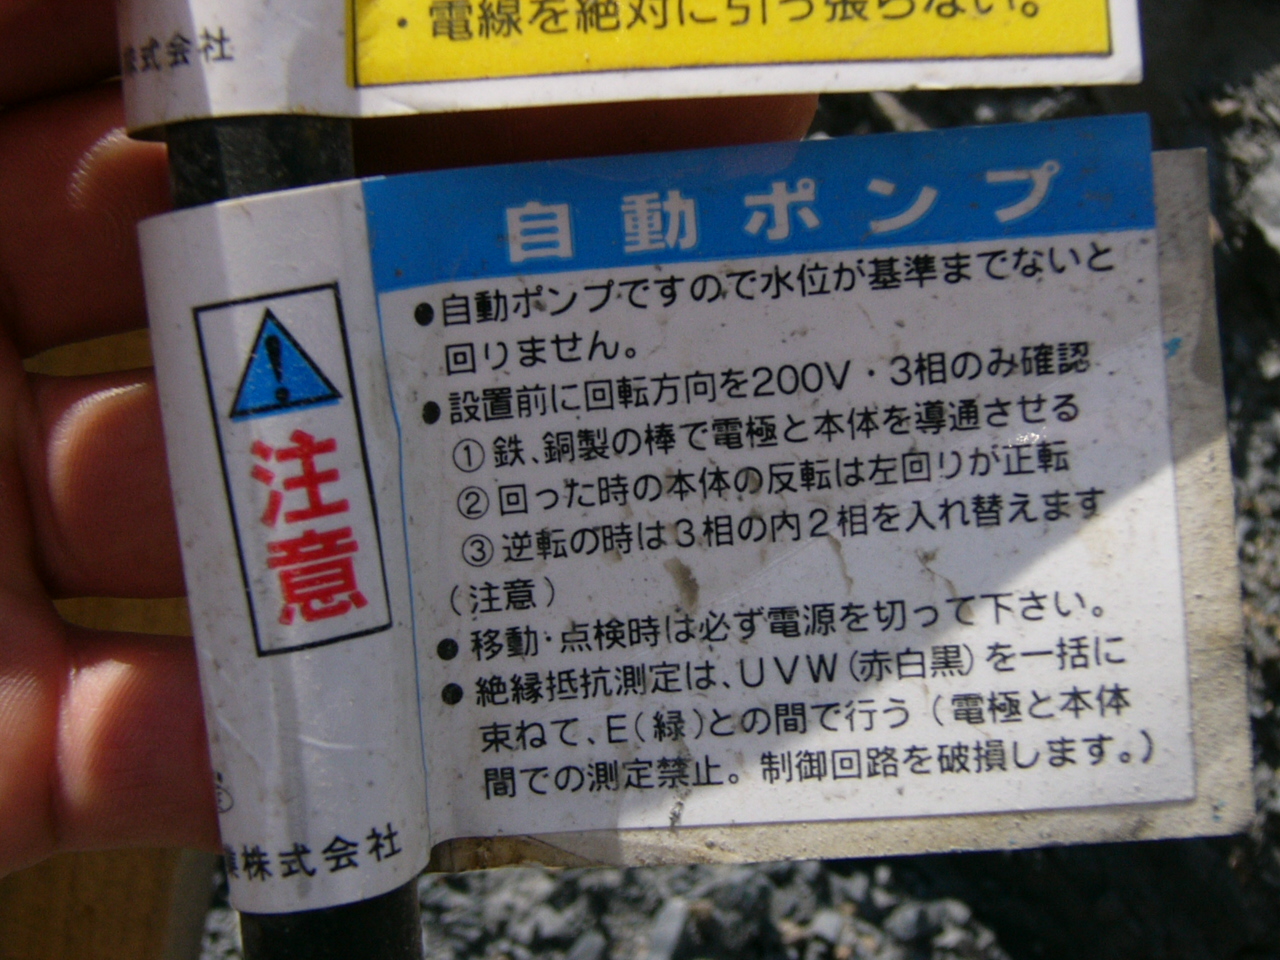 ・電線を絶対に引っ張らない。
株式会社
自動ポンプ
注意
●自動ポンプですので水位が基準までないと
回りません。
●設置前に回転方向を200V・3相のみ確認
①鉄、銅製の棒で電極と本体を導通させる
②回った時の本体の反転は左回りが正転
③逆転の時は3相の内2相を入れ替えます
(注意)
●移動・点検時は必ず電源を切って下さい。
●絶縁抵抗測定は、UVW(赤白黒)を一括に
束ねて、E(緑)との間で行う(電極と本体
間での測定禁止。制御回路を破損します。)
業株式会社